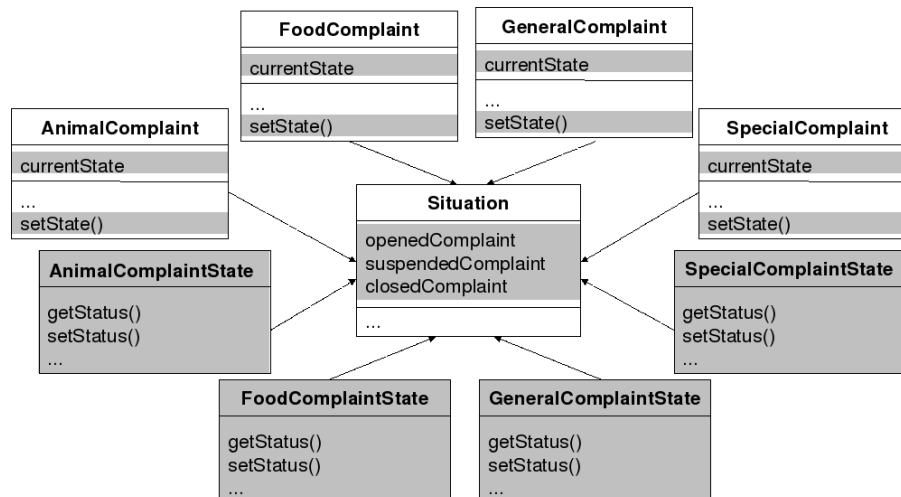 FoodComplaint
currentState
...
setState()
GeneralComplaint
currentState
...
setState()
AnimalComplaint
currentState
...
setState()
SpecialComplaint
currentState
...
setState()
Situation
openedComplaint
suspendedComplaint
closedComplaint
...
AnimalComplaintState
getStatus()
setStatus()
...
SpecialComplaintState
getStatus()
setStatus()
...
FoodComplaintState
getStatus()
setStatus()
...
GeneralComplaintState
getStatus()
setStatus()
...